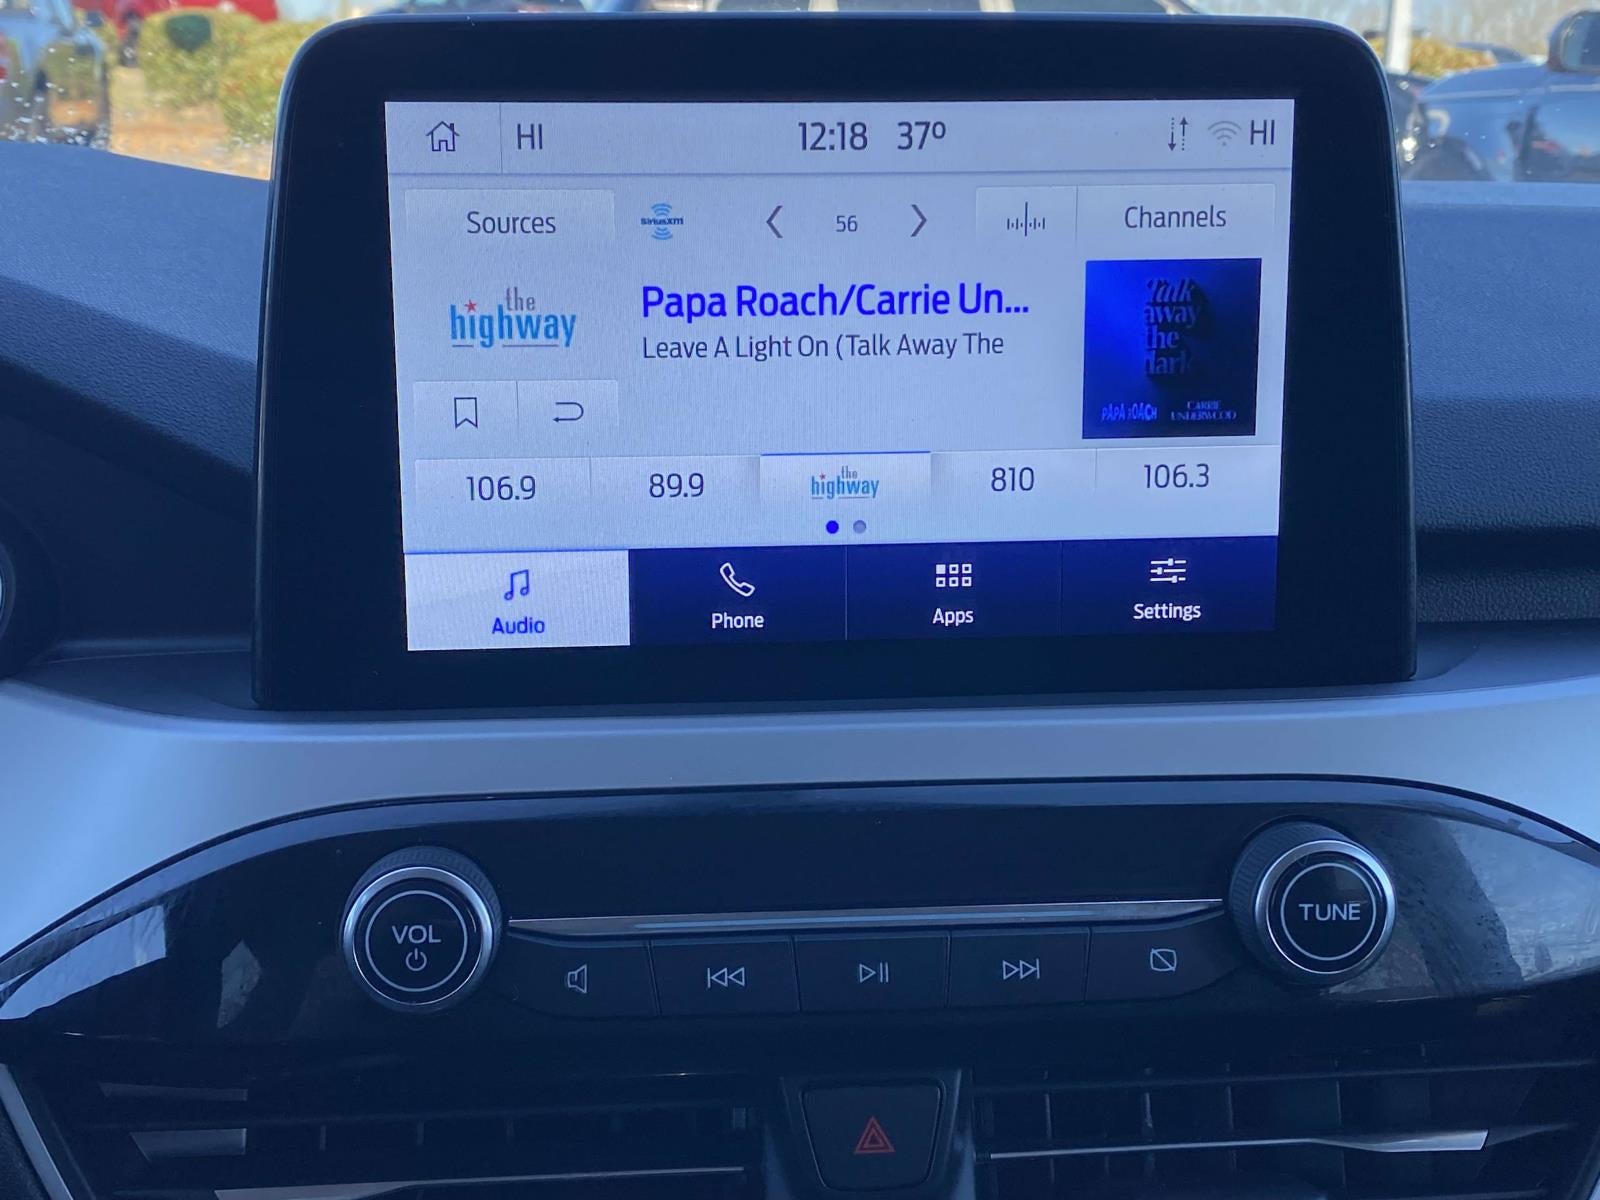 HI 12:18 37° HI
Sources SiriusXM 56 Channels
the
highway
Papa Roach/Carrie Un...
Leave A Light On (Talk Away The
Talk
away
the
dark
PAPA ROACH CARRIE
UNDERWOOD
106.9 89.9 the
highway 810 106.3
Audio Phone Apps Settings
VOL TUNE